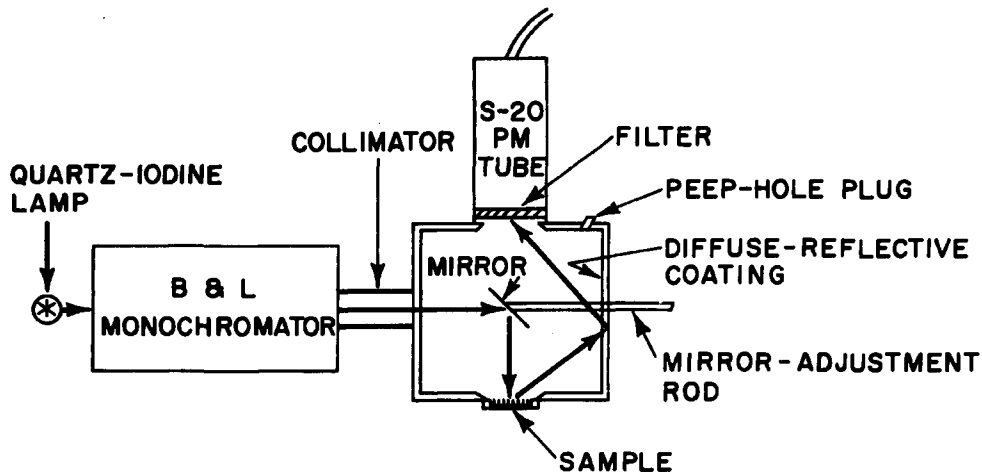 S-20
PM
TUBE
COLLIMATOR
FILTER
QUARTZ-IODINE
LAMP
PEEP-HOLE PLUG
DIFFUSE-REFLECTIVE
COATING
MIRROR
B & L
MONOCHROMATOR
MIRROR-ADJUSTMENT
ROD
SAMPLE